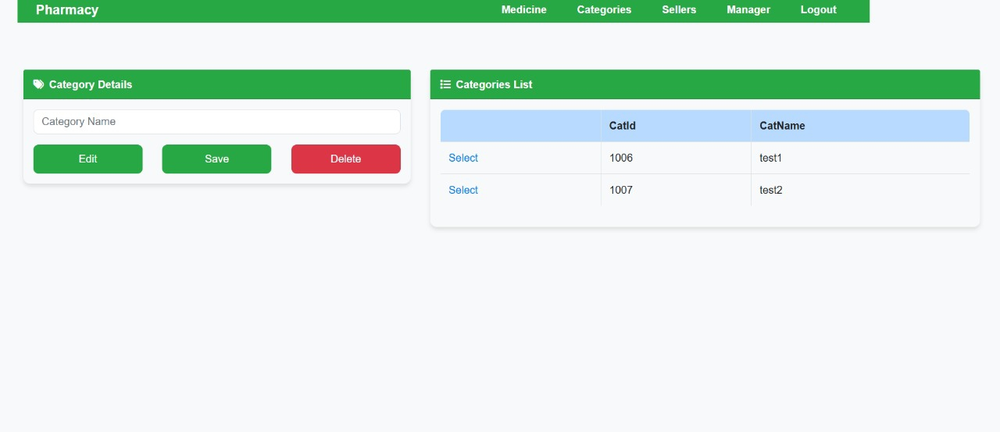 Pharmacy Medicine Categories Sellers Manager Logout
Category Details
Category Name
Edit Save Delete
Categories List
CatId CatName
Select 1006 test1
Select 1007 test2